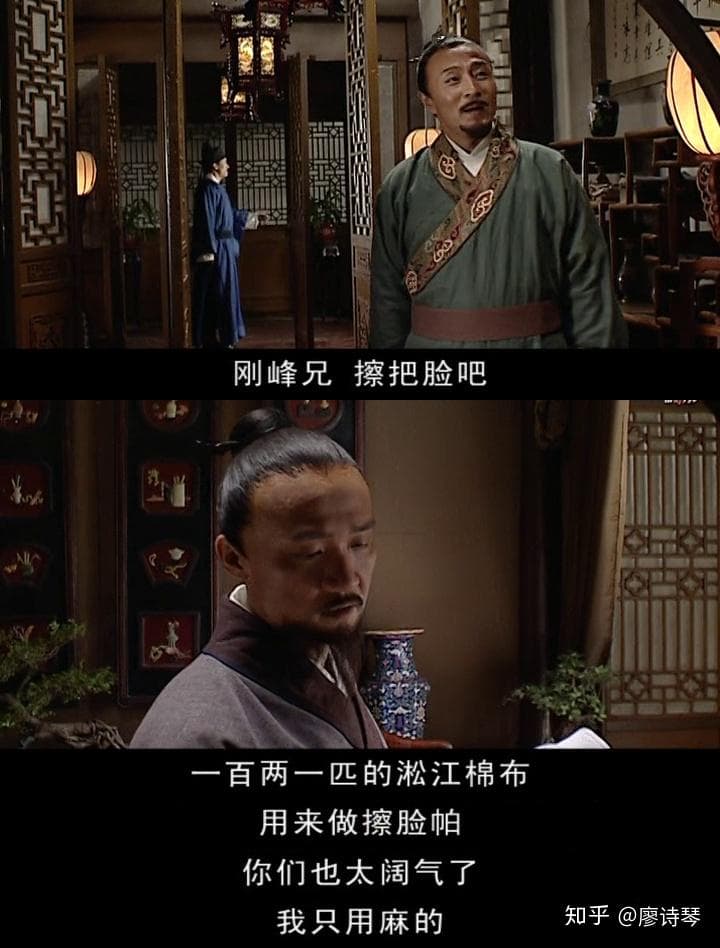 刚峰兄 擦把脸吧
一百两一匹的淞江棉布
用来做擦脸帕
你们也太阔气了
我只用麻的
知乎 @廖诗琴